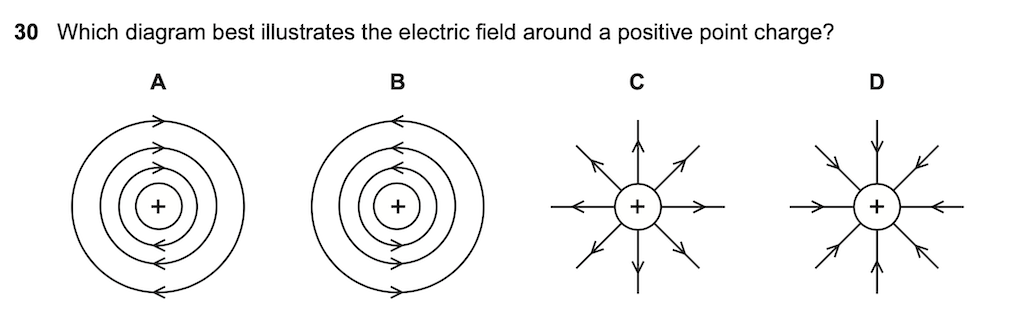 30 Which diagram best illustrates the electric field around a positive point charge?
A B C D
+ + + +